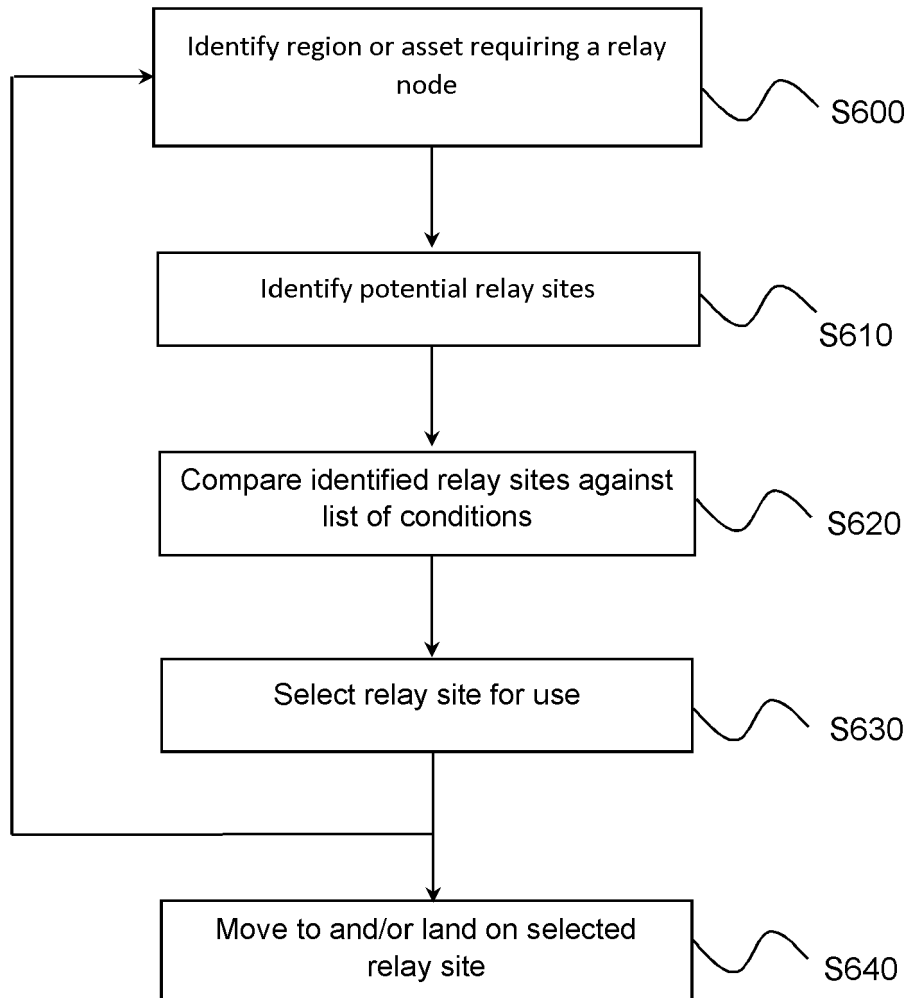 Identify region or asset requiring a relay
node
S600
Identify potential relay sites
S610
Compare identified relay sites against
list of conditions
S620
Select relay site for use
S630
Move to and/or land on selected
relay site
S640